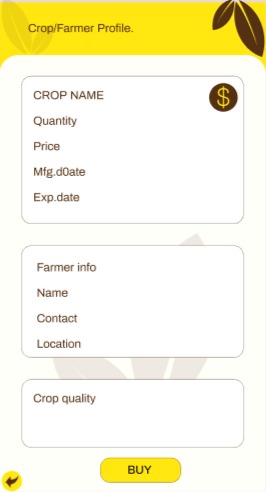 Crop/Farmer Profile.
CROP NAME
$
Quantity
Price
Mfg.d0ate
Exp.date
Farmer info
Name
Contact
Location
Crop quality
BUY